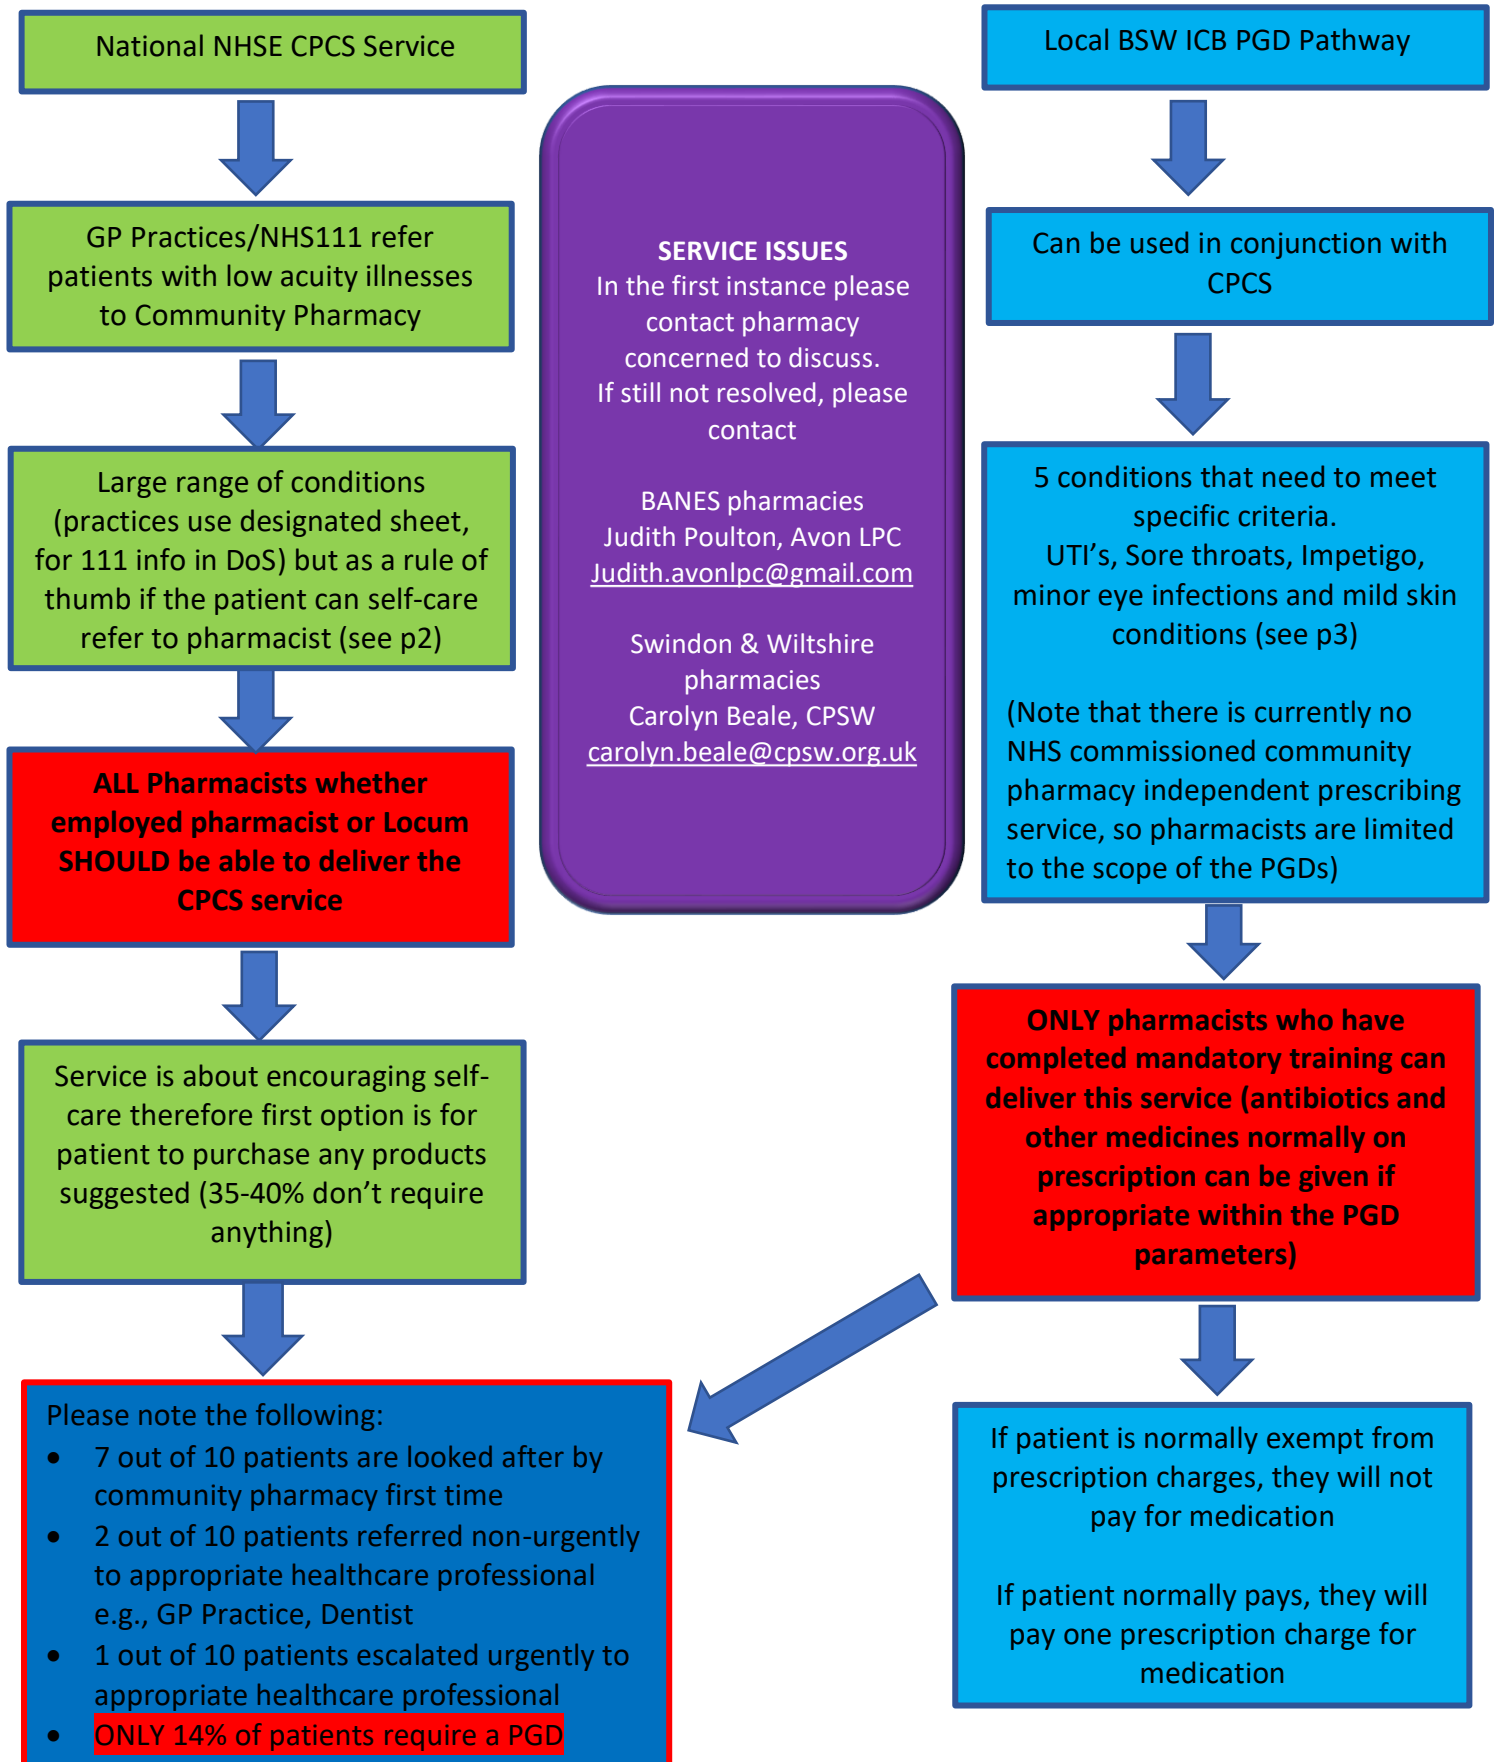 National NHSE CPCS Service
GP Practices/NHS111 refer
patients with low acuity illnesses
to Community Pharmacy
Large range of conditions
(practices use designated sheet,
for 111 info in DoS) but as a rule of
thumb if the patient can self-care
refer to pharmacist (see p2)
ALL Pharmacists whether
employed pharmacist or Locum
SHOULD be able to deliver the
CPCS service
Service is about encouraging self-
care therefore first option is for
patient to purchase any products
suggested (35-40% don’t require
anything)
Please note the following:
• 7 out of 10 patients are looked after by
community pharmacy first time
• 2 out of 10 patients referred non-urgently
to appropriate healthcare professional
e.g., GP Practice, Dentist
• 1 out of 10 patients escalated urgently to
appropriate healthcare professional
• ONLY 14% of patients require a PGD
SERVICE ISSUES
In the first instance please
contact pharmacy
concerned to discuss.
If still not resolved, please
contact
BANES pharmacies
Judith Poulton, Avon LPC
Judith.avonlpc@gmail.com
Swindon & Wiltshire
pharmacies
Carolyn Beale, CPSW
carolyn.beale@cpsw.org.uk
Local BSW ICB PGD Pathway
Can be used in conjunction with
CPCS
5 conditions that need to meet
specific criteria.
UTI’s, Sore throats, Impetigo,
minor eye infections and mild skin
conditions (see p3)
(Note that there is currently no
NHS commissioned community
pharmacy independent prescribing
service, so pharmacists are limited
to the scope of the PGDs)
ONLY pharmacists who have
completed mandatory training can
deliver this service (antibiotics and
other medicines normally on
prescription can be given if
appropriate within the PGD
parameters)
If patient is normally exempt from
prescription charges, they will not
pay for medication
If patient normally pays, they will
pay one prescription charge for
medication